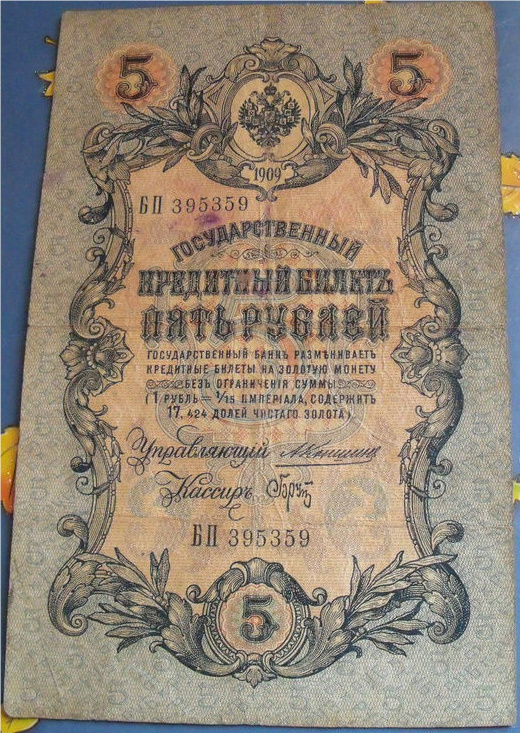 5 5
1909
БП 395359
ГОСУДАРСТВЕННЫЙ
КРЕДИТНЫЙ БИЛЕТЪ
ПЯТЬ РУБЛЕЙ
ГОСУДАРСТВЕННЫЙ БАНКЪ РАЗМѢНИВАЕТЪ
КРЕДИТНЫЕ БИЛЕТЫ НА ЗОЛОТУЮ МОНЕТУ
БЕЗЪ ОГРАНИЧЕНІЯ СУММЫ
(1 РУБЛЬ = 1/15 ИМПЕРІАЛА, СОДЕРЖИТЪ
17,424 ДОЛЕЙ ЧИСТАГО ЗОЛОТА)
Управляющій
Кассиръ
БП 395359
5